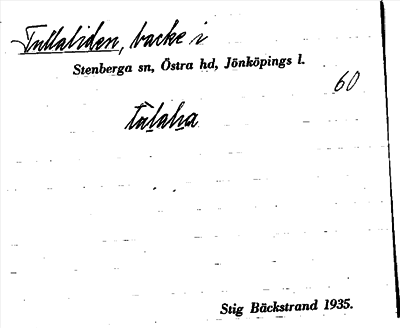 Tullaliden, backe i
Stenberga sn, Östra hd, Jönköpings l.
60
Stig Bäckstrand 1935.